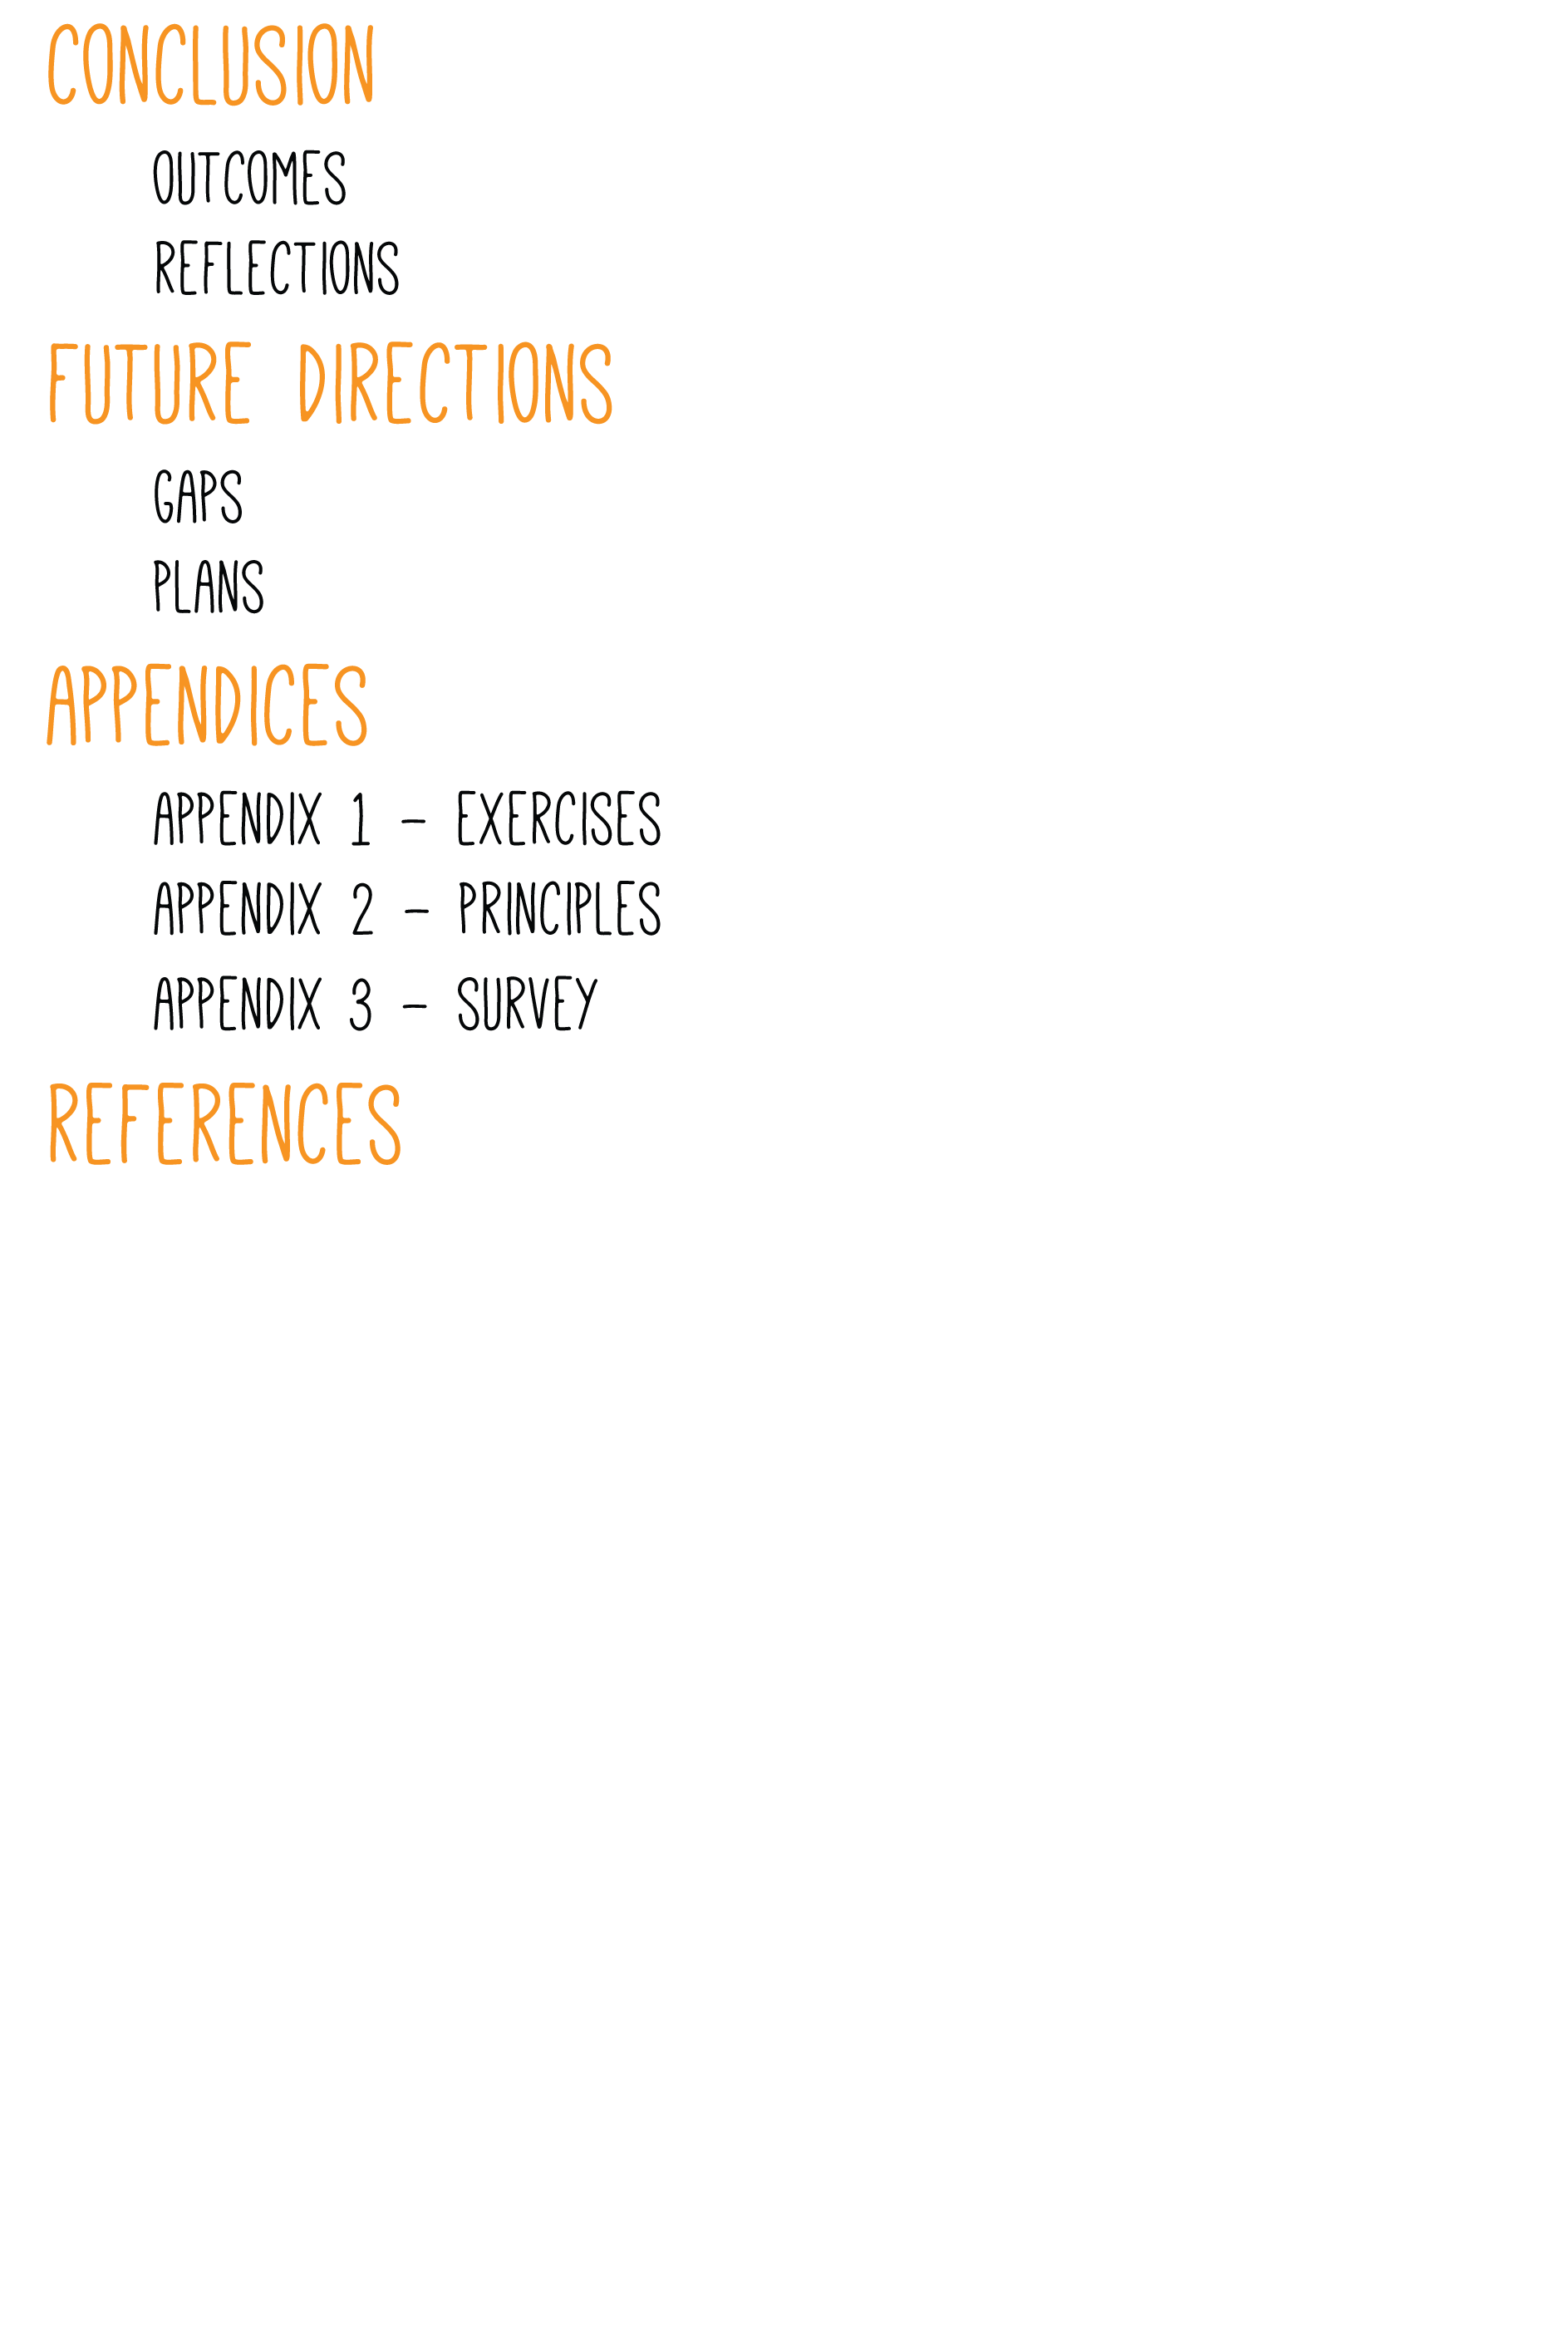 CONCLUSION
OUTCOMES
REFLECTIONS
FUTURE DIRECTIONS
GAPS
PLANS
APPENDICES
APPENDIX 1 - EXERCISES
APPENDIX 2 - PRINCIPLES
APPENDIX 3 - SURVEY
REFERENCES